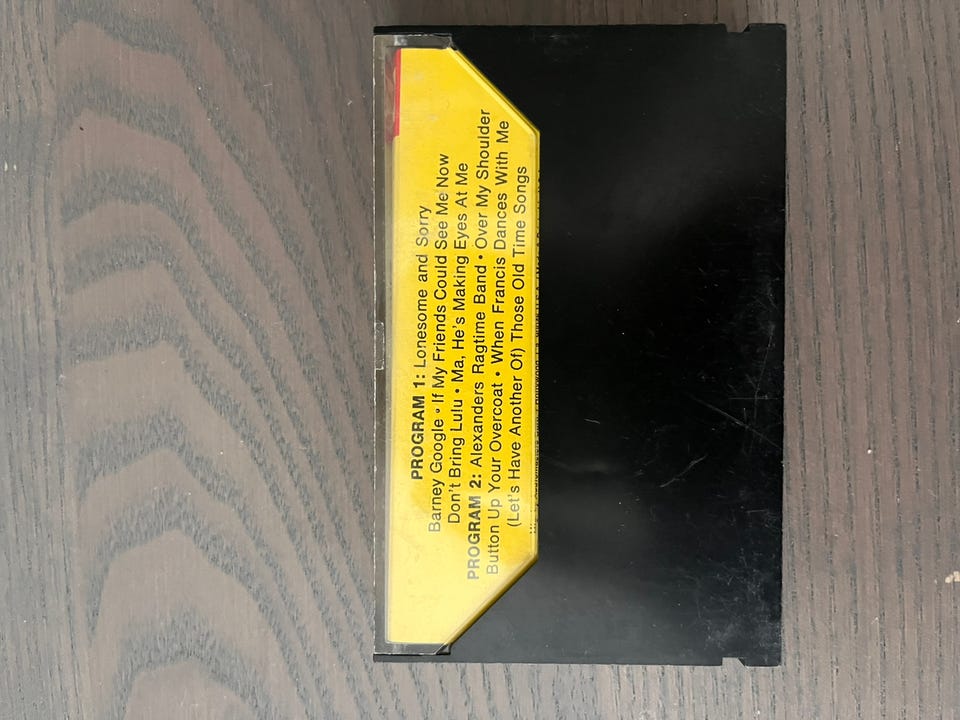 PROGRAM 1: Lonesome and Sorry
Barney Google • If My Friends Could See Me Now
Don't Bring Lulu • Ma, He's Making Eyes At Me
PROGRAM 2: Alexanders Ragtime Band • Over My Shoulder
Button Up Your Overcoat • When Francis Dances With Me
(Let's Have Another Of) Those Old Time Songs